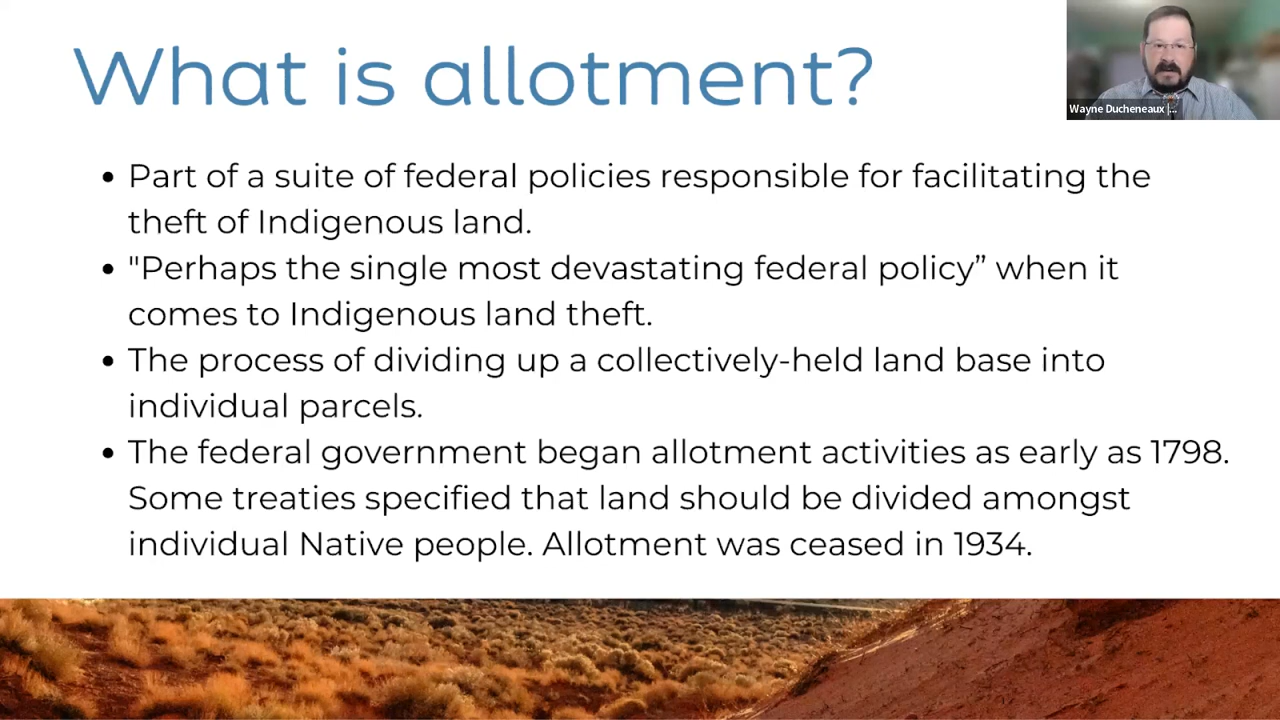 What is allotment?
Wayne Ducheneaux |...
• Part of a suite of federal policies responsible for facilitating the
theft of Indigenous land.
• "Perhaps the single most devastating federal policy” when it
comes to Indigenous land theft.
• The process of dividing up a collectively-held land base into
individual parcels.
• The federal government began allotment activities as early as 1798.
Some treaties specified that land should be divided amongst
individual Native people. Allotment was ceased in 1934.